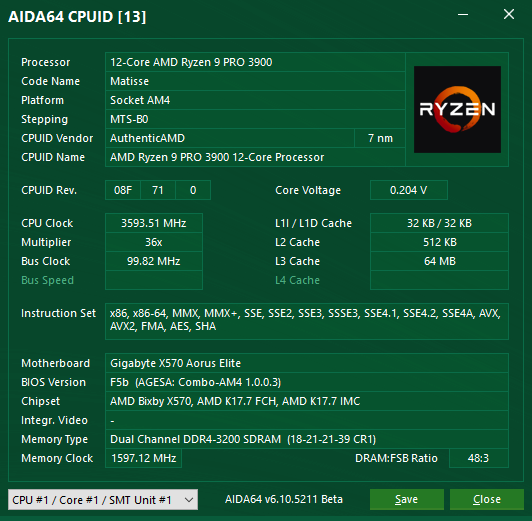 AIDA64 CPUID [13]
Processor 12-Core AMD Ryzen 9 PRO 3900
Code Name Matisse
Platform Socket AM4
Stepping MTS-B0
CPUID Vendor AuthenticAMD 7 nm
CPUID Name AMD Ryzen 9 PRO 3900 12-Core Processor
RYZEN
CPUID Rev. 08F 71 0 Core Voltage 0.204 V
CPU Clock 3593.51 MHz L1I / L1D Cache 32 KB / 32 KB
Multiplier 36x L2 Cache 512 KB
Bus Clock 99.82 MHz L3 Cache 64 MB
Bus Speed L4 Cache
Instruction Set x86, x86-64, MMX, MMX+, SSE, SSE2, SSE3, SSSE3, SSE4.1, SSE4.2, SSE4A, AVX,
AVX2, FMA, AES, SHA
Motherboard Gigabyte X570 Aorus Elite
BIOS Version F5b (AGESA: Combo-AM4 1.0.0.3)
Chipset AMD Bixby X570, AMD K17.7 FCH, AMD K17.7 IMC
Integr. Video -
Memory Type Dual Channel DDR4-3200 SDRAM (18-21-21-39 CR1)
Memory Clock 1597.12 MHz DRAM:FSB Ratio 48:3
CPU #1 / Core #1 / SMT Unit #1 AIDA64 v6.10.5211 Beta Save Close